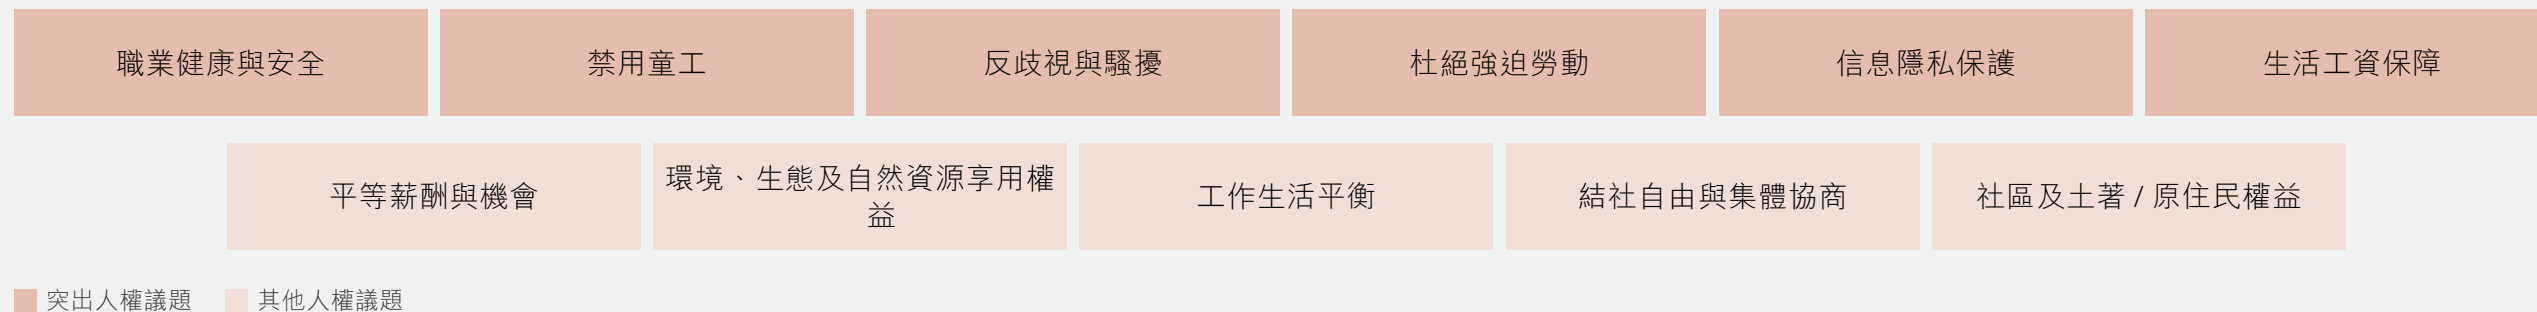 職業健康與安全
禁用童工
反歧視與騷擾
杜絕強迫勞動
信息隱私保護
生活工資保障
平等薪酬與機會
環境、生態及自然資源享用權
益
工作生活平衡
結社自由與集體協商
社區及土著 / 原住民權益
突出人權議題
其他人權議題